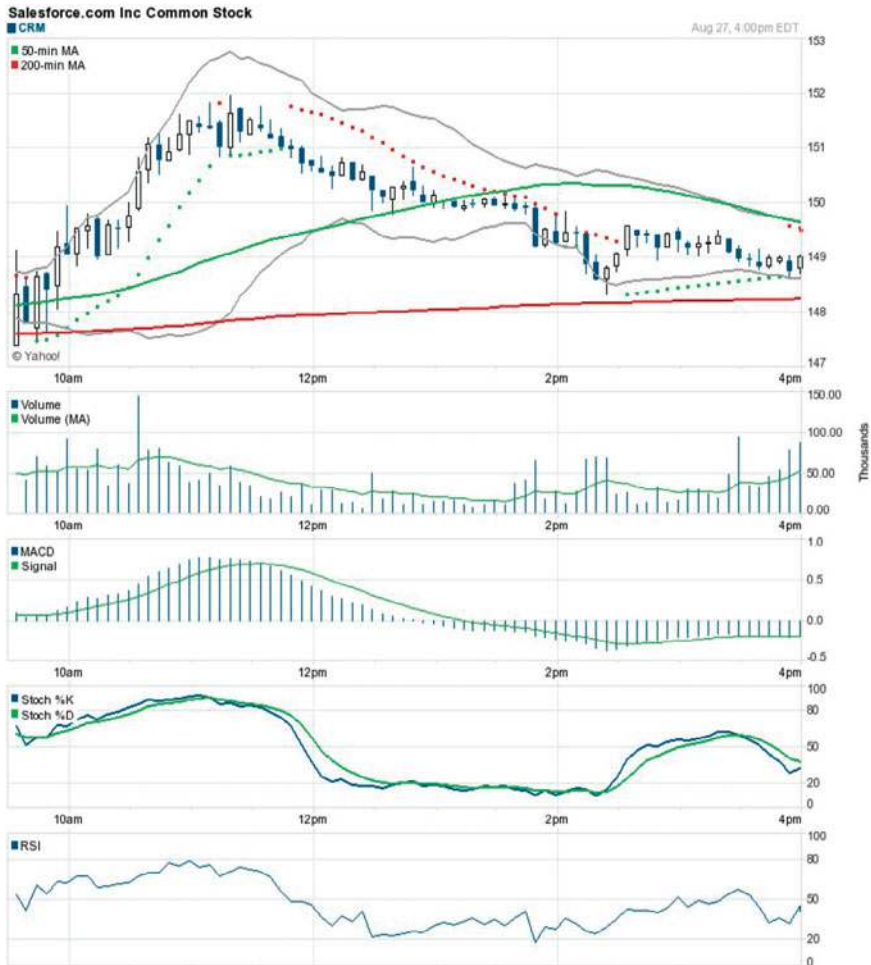 Salesforce.com Inc Common Stock
CRM
Aug 27, 4:00pm EDT
50-min MA
200-min MA
153
152
151
150
149
148
147
© Yahoo!
10am 12pm 2pm 4pm
Volume
Volume (MA)
150.00
100.00
50.00
0.00
Thousands
10am 12pm 2pm 4pm
MACD
Signal
1.0
0.5
0.0
-0.5
10am 12pm 2pm 4pm
Stoch %K
Stoch %D
100
80
50
20
0
10am 12pm 2pm 4pm
RSI
100
80
50
20
0